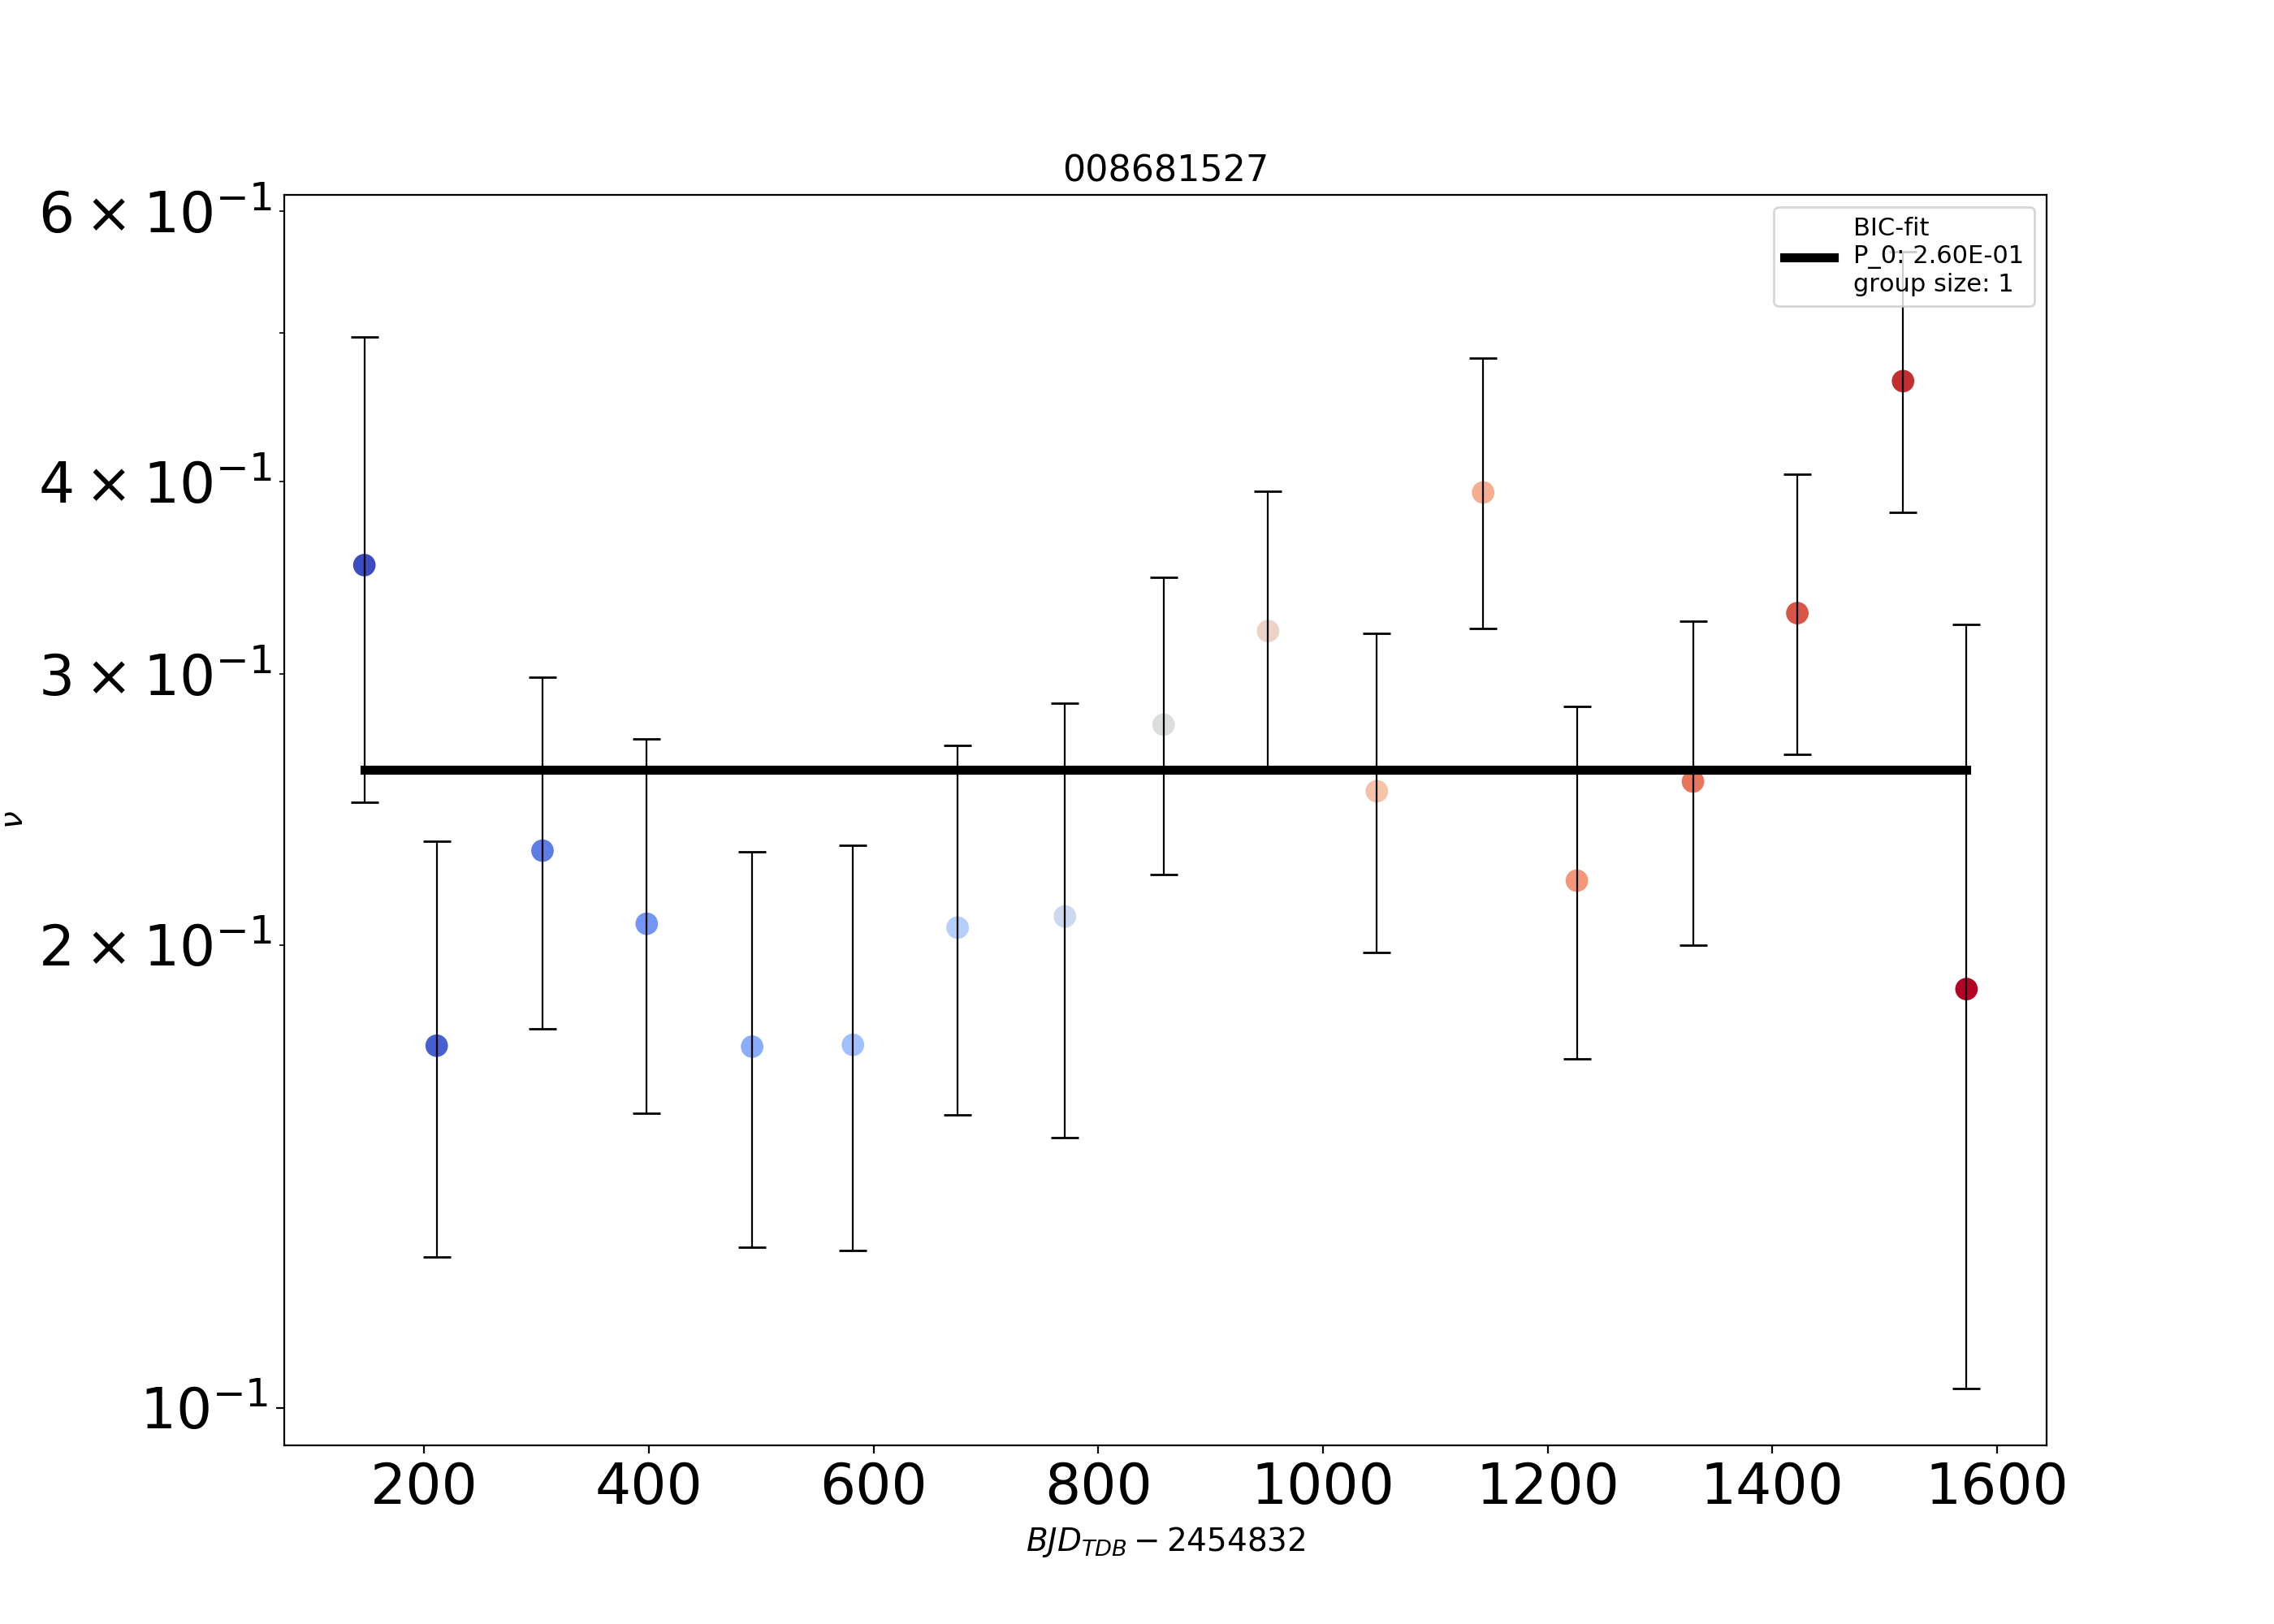 008681527
6 × 10⁻¹
4 × 10⁻¹
3 × 10⁻¹
2 × 10⁻¹
10⁻¹
ν
BIC-fit
P_0: 2.60E-01
group size: 1
200 400 600 800 1000 1200 1400 1600
BJD_TDB − 2454832